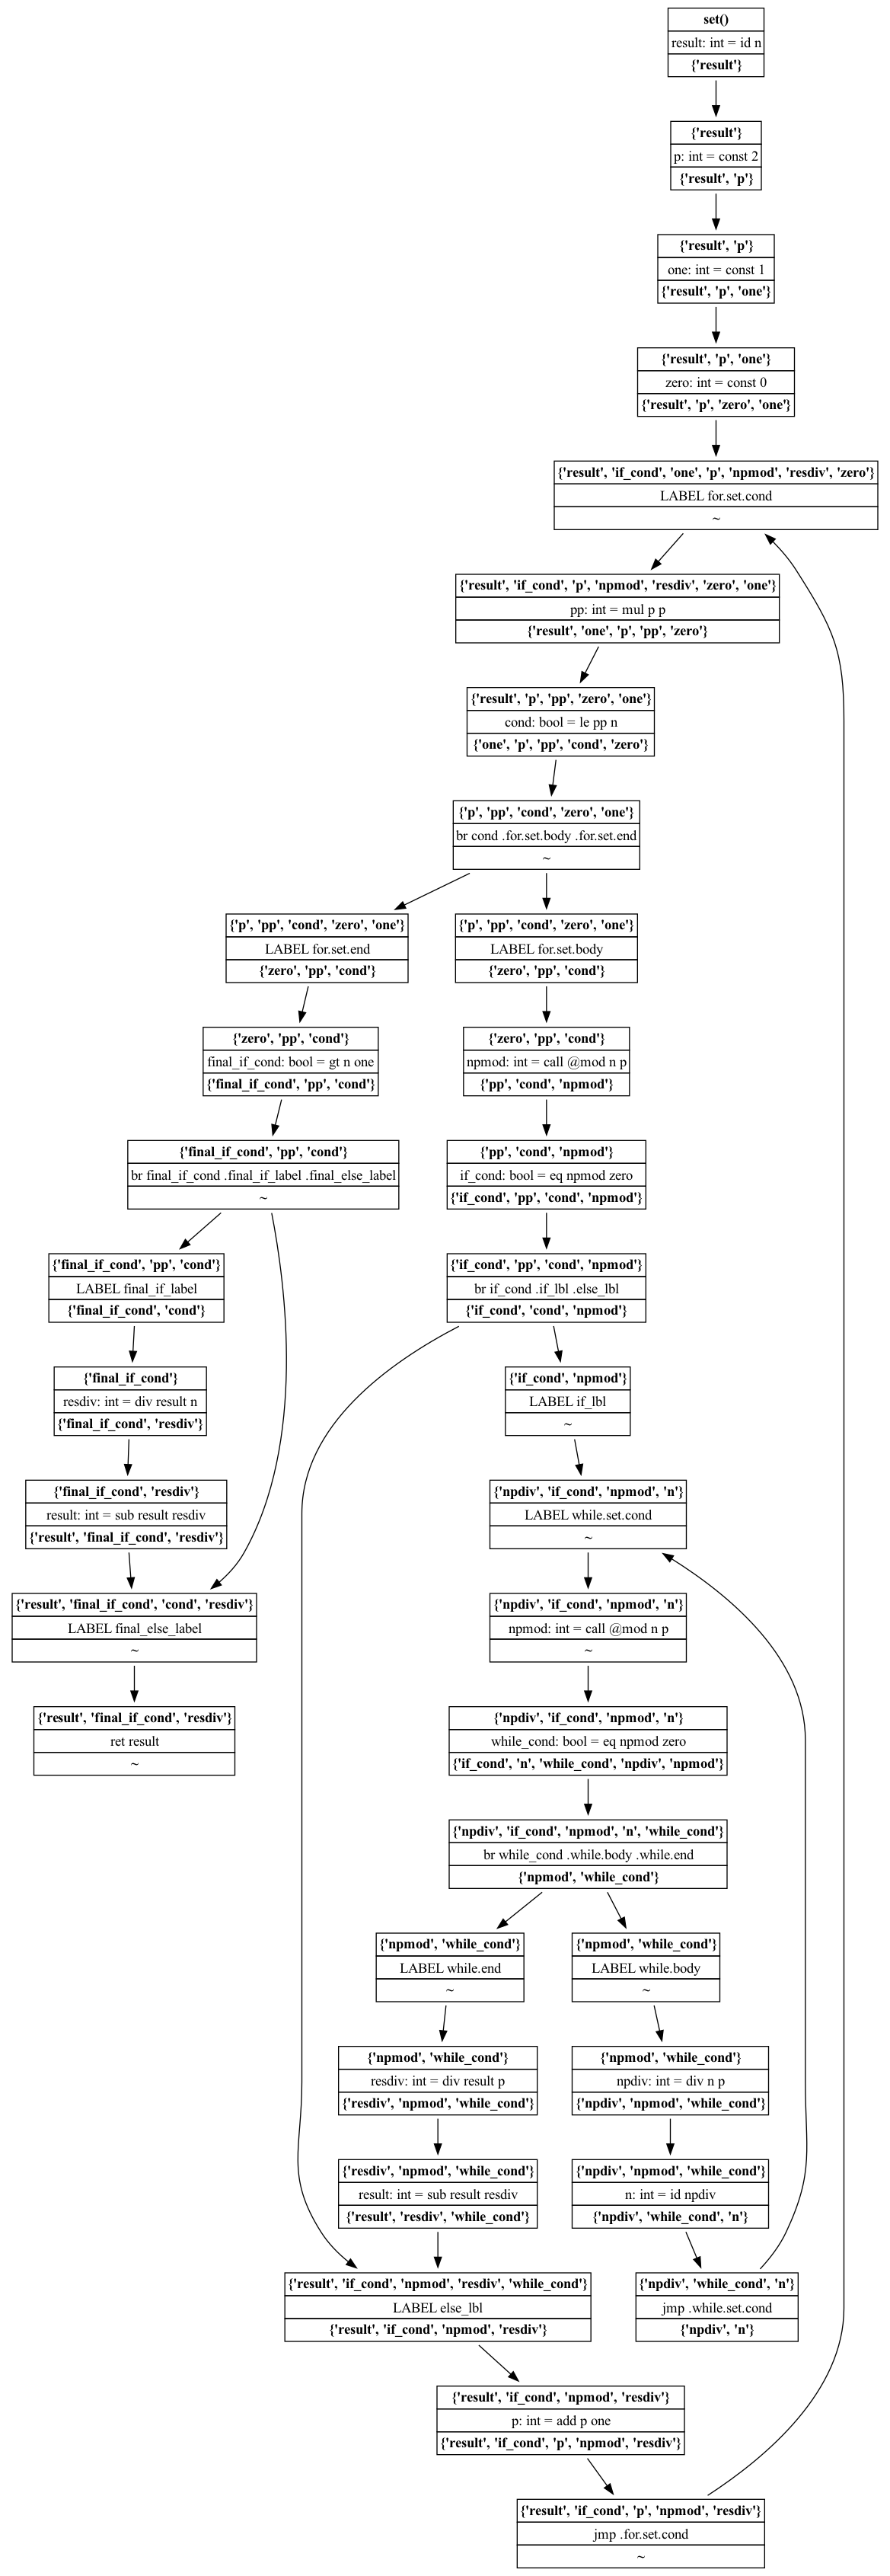 set()
result: int = id n
{'result'}
{'result'}
p: int = const 2
{'result', 'p'}
{'result', 'p'}
one: int = const 1
{'result', 'p', 'one'}
{'result', 'p', 'one'}
zero: int = const 0
{'result', 'p', 'zero', 'one'}
{'result', 'if_cond', 'one', 'p', 'npmod', 'resdiv', 'zero'}
LABEL for.set.cond
~
{'result', 'if_cond', 'p', 'npmod', 'resdiv', 'zero', 'one'}
pp: int = mul p p
{'result', 'one', 'p', 'pp', 'zero'}
{'result', 'p', 'pp', 'zero', 'one'}
cond: bool = le pp n
{'one', 'p', 'pp', 'cond', 'zero'}
{'p', 'pp', 'cond', 'zero', 'one'}
br cond .for.set.body .for.set.end
~
{'p', 'pp', 'cond', 'zero', 'one'}
LABEL for.set.end
{'zero', 'pp', 'cond'}
{'p', 'pp', 'cond', 'zero', 'one'}
LABEL for.set.body
{'zero', 'pp', 'cond'}
{'zero', 'pp', 'cond'}
final_if_cond: bool = gt n one
{'final_if_cond', 'pp', 'cond'}
{'zero', 'pp', 'cond'}
npmod: int = call @mod n p
{'pp', 'cond', 'npmod'}
{'final_if_cond', 'pp', 'cond'}
br final_if_cond .final_if_label .final_else_label
~
{'pp', 'cond', 'npmod'}
if_cond: bool = eq npmod zero
{'if_cond', 'pp', 'cond', 'npmod'}
{'final_if_cond', 'pp', 'cond'}
LABEL final_if_label
{'final_if_cond', 'cond'}
{'if_cond', 'pp', 'cond', 'npmod'}
br if_cond .if_lbl .else_lbl
{'if_cond', 'cond', 'npmod'}
{'final_if_cond'}
resdiv: int = div result n
{'final_if_cond', 'resdiv'}
{'if_cond', 'npmod'}
LABEL if_lbl
~
{'final_if_cond', 'resdiv'}
result: int = sub result resdiv
{'result', 'final_if_cond', 'resdiv'}
{'npdiv', 'if_cond', 'npmod', 'n'}
LABEL while.set.cond
~
{'result', 'final_if_cond', 'cond', 'resdiv'}
LABEL final_else_label
~
{'npdiv', 'if_cond', 'npmod', 'n'}
npmod: int = call @mod n p
~
{'result', 'final_if_cond', 'resdiv'}
ret result
~
{'npdiv', 'if_cond', 'npmod', 'n'}
while_cond: bool = eq npmod zero
{'if_cond', 'n', 'while_cond', 'npdiv', 'npmod'}
{'npdiv', 'if_cond', 'npmod', 'n', 'while_cond'}
br while_cond .while.body .while.end
{'npmod', 'while_cond'}
{'npmod', 'while_cond'}
LABEL while.end
~
{'npmod', 'while_cond'}
LABEL while.body
~
{'npmod', 'while_cond'}
resdiv: int = div result p
{'resdiv', 'npmod', 'while_cond'}
{'npmod', 'while_cond'}
npdiv: int = div n p
{'npdiv', 'npmod', 'while_cond'}
{'resdiv', 'npmod', 'while_cond'}
result: int = sub result resdiv
{'result', 'resdiv', 'while_cond'}
{'npdiv', 'npmod', 'while_cond'}
n: int = id npdiv
{'npdiv', 'while_cond', 'n'}
{'result', 'if_cond', 'npmod', 'resdiv', 'while_cond'}
LABEL else_lbl
{'result', 'if_cond', 'npmod', 'resdiv'}
{'npdiv', 'while_cond', 'n'}
jmp .while.set.cond
{'npdiv', 'n'}
{'result', 'if_cond', 'npmod', 'resdiv'}
p: int = add p one
{'result', 'if_cond', 'p', 'npmod', 'resdiv'}
{'result', 'if_cond', 'p', 'npmod', 'resdiv'}
jmp .for.set.cond
~